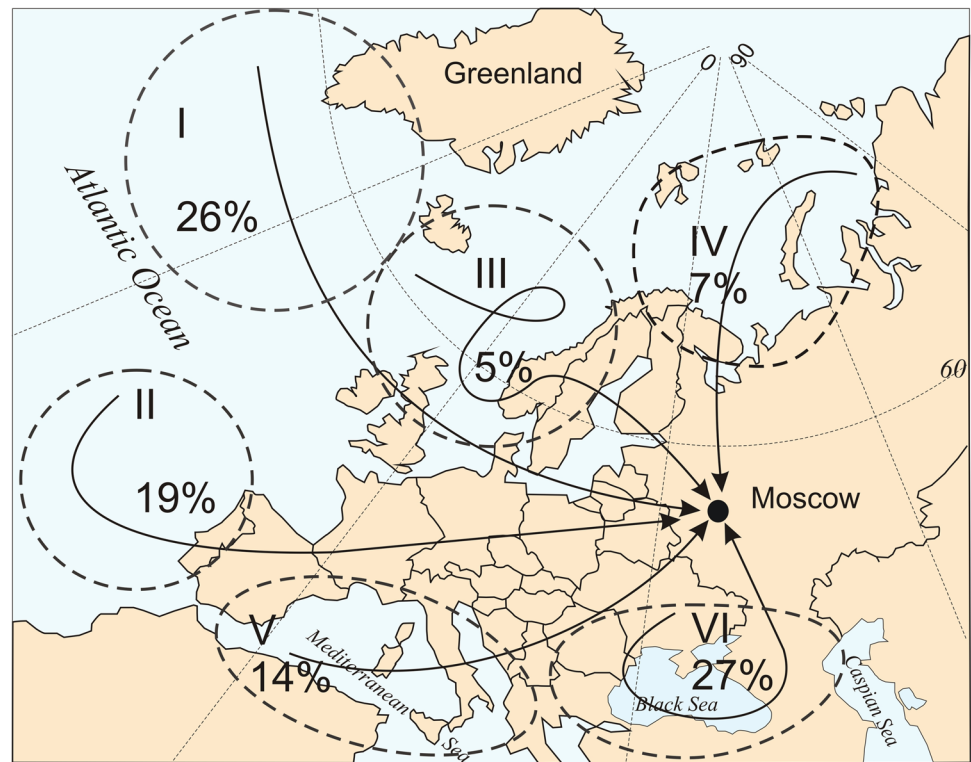 Greenland
0
90
I
26%
Atlantic Ocean
III
5%
IV
7%
60
II
19%
Moscow
V
14%
Mediterranean
Sea
VI
27%
Black Sea
Caspian Sea